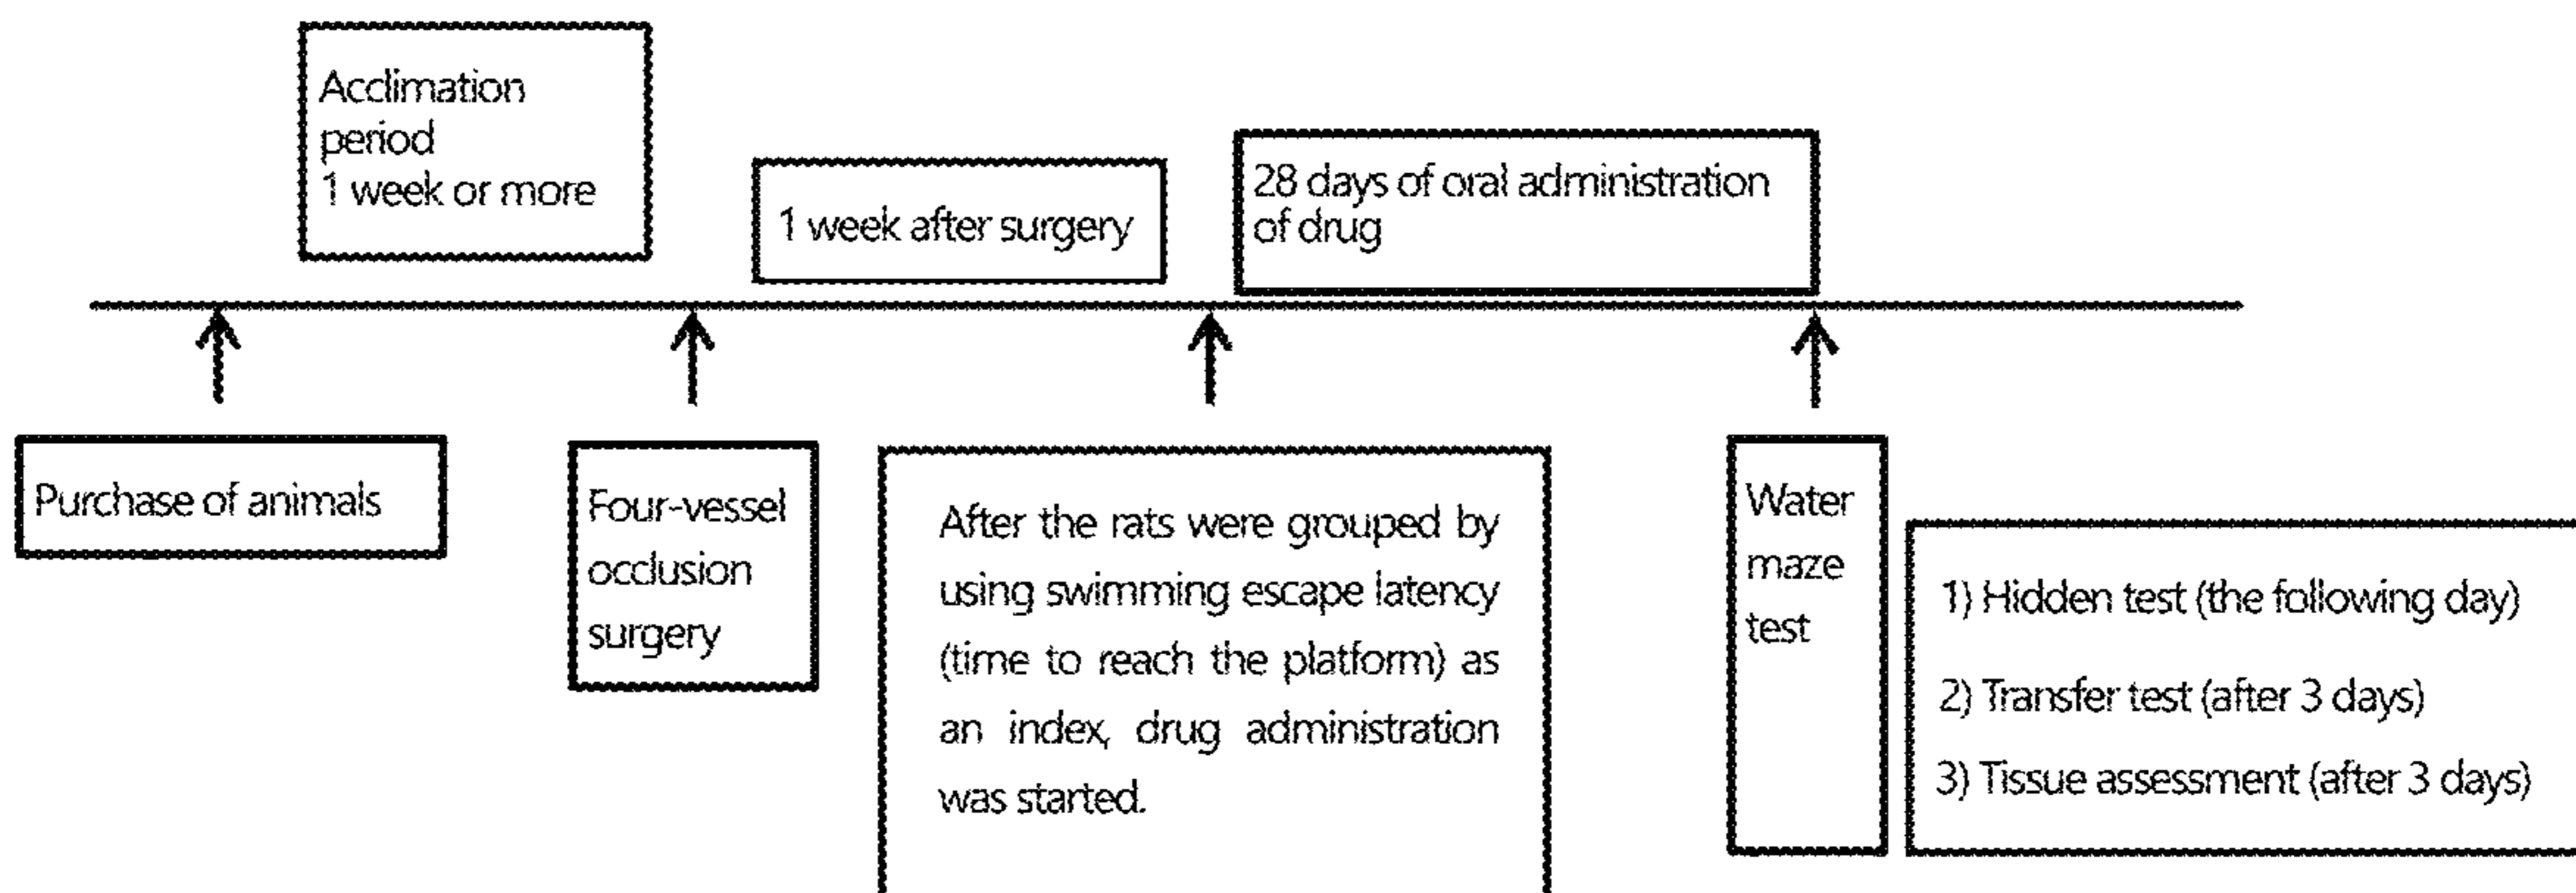 Acclimation
period
1 week or more
1 week after surgery
28 days of oral administration
of drug
Purchase of animals
Four-vessel
occlusion
surgery
After the rats were grouped by
using swimming escape latency
(time to reach the platform) as
an index, drug administration
was started.
Water
maze
test
1) Hidden test (the following day)
2) Transfer test (after 3 days)
3) Tissue assessment (after 3 days)